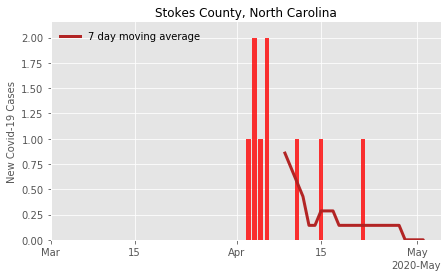 Stokes County, North Carolina
7 day moving average
New Covid-19 Cases
2.00
1.75
1.50
1.25
1.00
0.75
0.50
0.25
0.00
Mar 15 Apr 15 May
2020-May